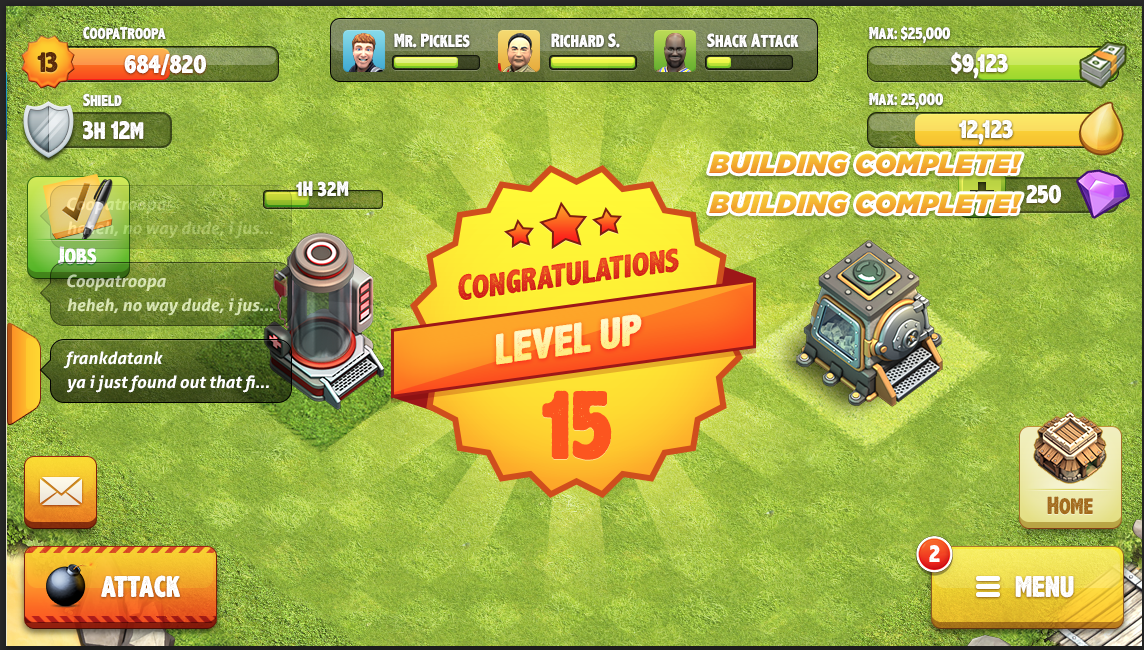 CoopaTroopa
13
684/820
Shield
3H 12M
Mr. Pickles
Richard S.
Shack Attack
Max: $25,000
$9,123
Max: 25,000
12,123
BUILDING COMPLETE!
BUILDING COMPLETE!
250
Jobs
Coopatroopa
heheh, no way dude, i jus...
Coopatroopa
heheh, no way dude, i jus...
frankdatank
ya i just found out that fi...
1H 32M
Congratulations
Level Up
15
Home
Attack
2
Menu